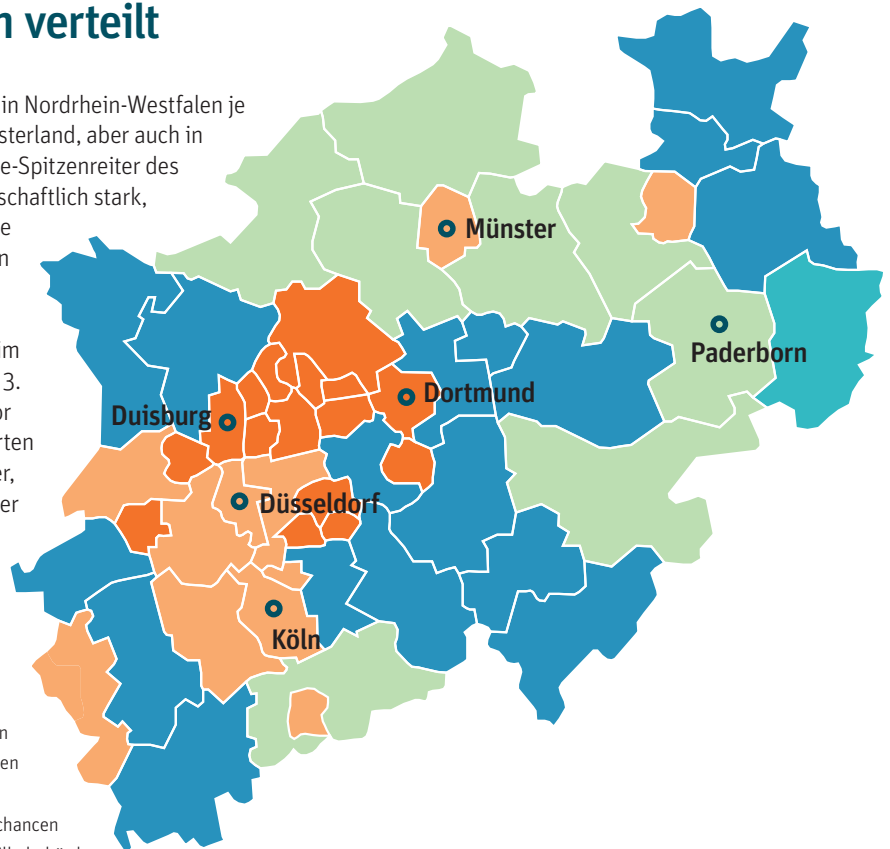 n verteilt
in Nordrhein-Westfalen je
sterland, aber auch in
e-Spitzenreiter des
schaftlich stark,
e
n
im
3.
or
rten
er,
er
n
en
chancen
Münster
Paderborn
Dortmund
Duisburg
Düsseldorf
Köln